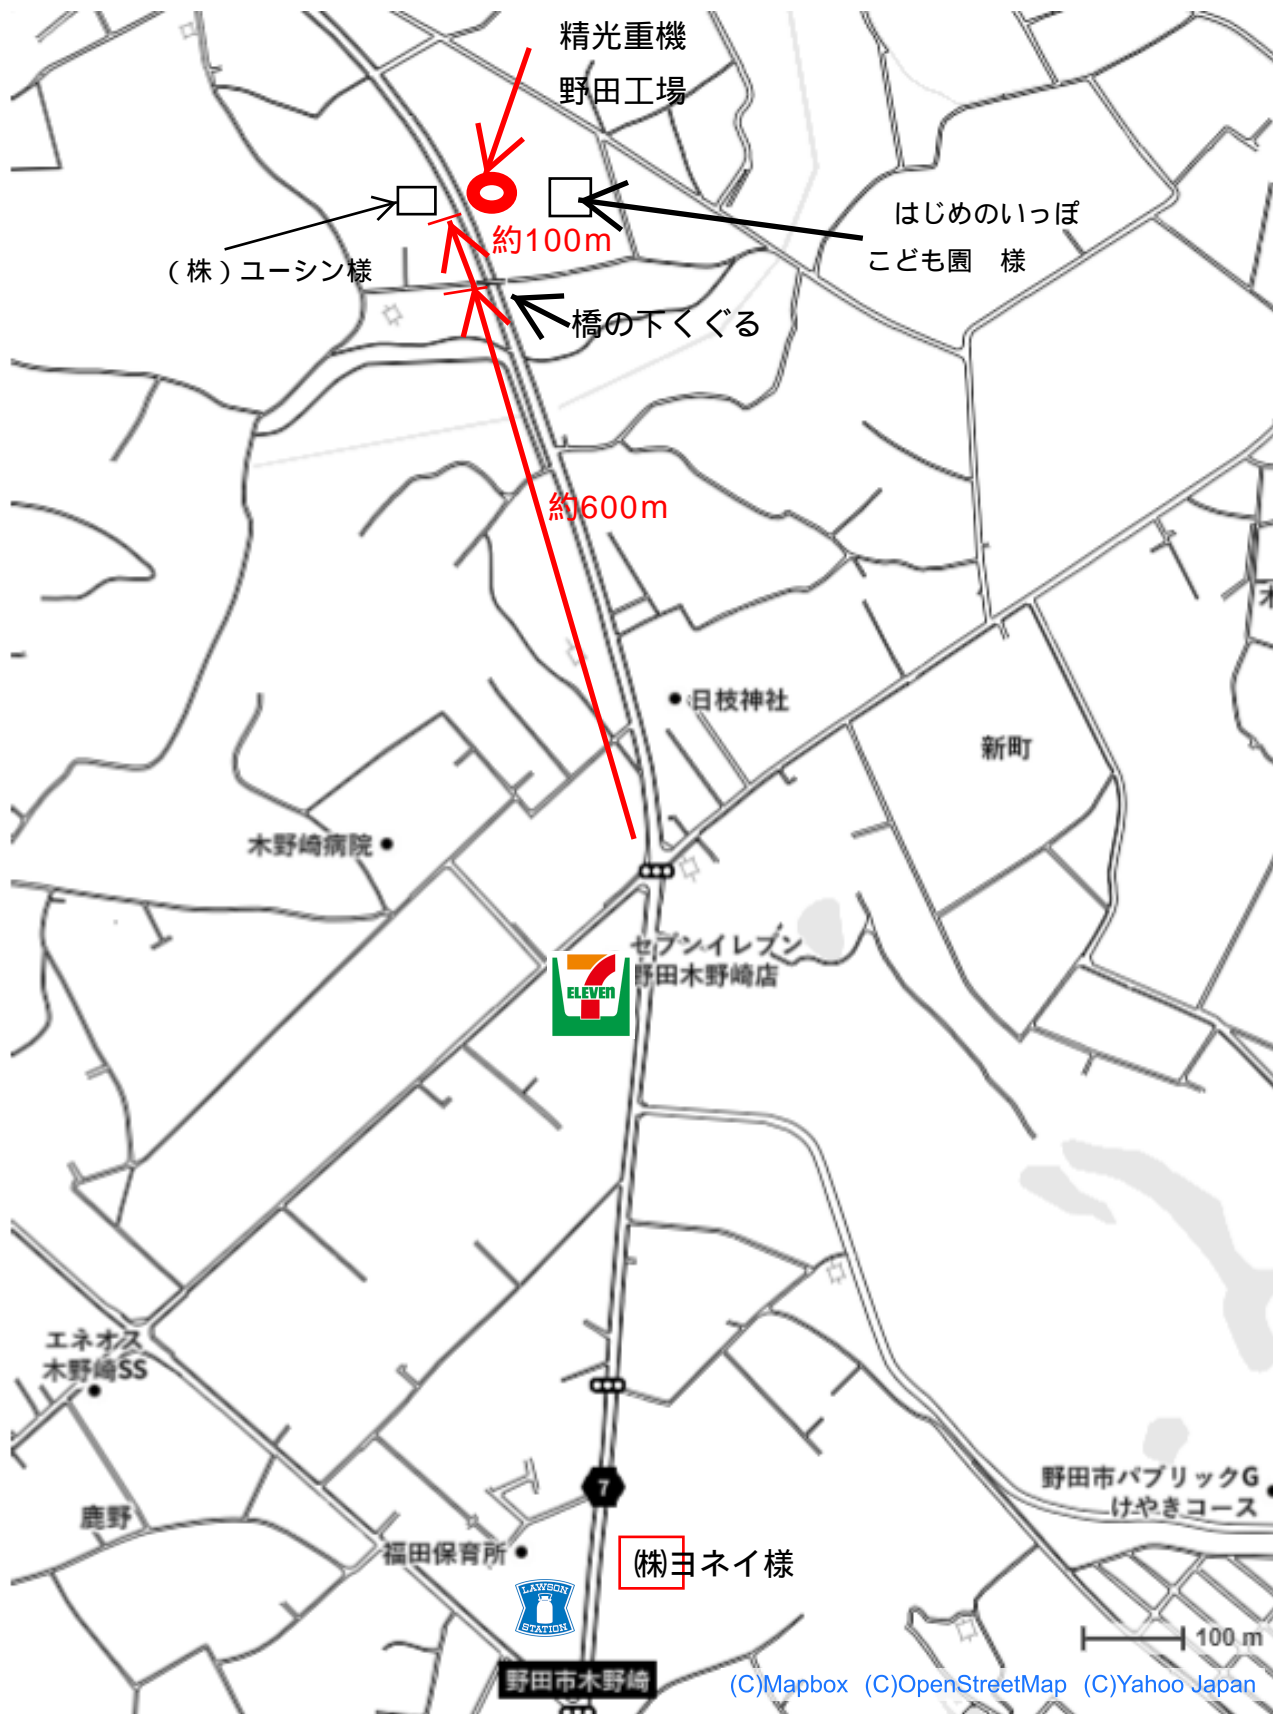 精光重機
野田工場
はじめのいっぽ
こども園　様
約100m
（株）ユーシン様
橋の下くぐる
約600m
日枝神社
新町
木野崎病院
セブンイレブン
野田木野崎店
7
ELEVEN
エネオス
木野崎SS
7
野田市パブリックG
けやきコース
鹿野
福田保育所
㈱ヨネイ様
LAWSON
STATION
100 m
野田市木野崎
(C)Mapbox (C)OpenStreetMap (C)Yahoo Japan